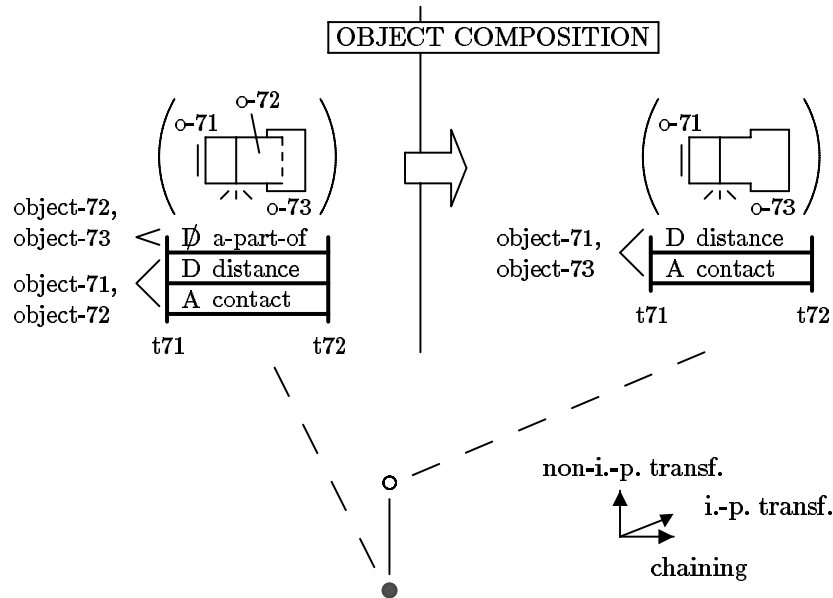 OBJECT COMPOSITION
o-72
o-71
o-73
object-72,
object-73
D̸ a-part-of
D distance
A contact
object-71,
object-72
t71 t72
o-71
o-73
object-71,
object-73
D distance
A contact
t71 t72
non-i.-p. transf.
i.-p. transf.
chaining